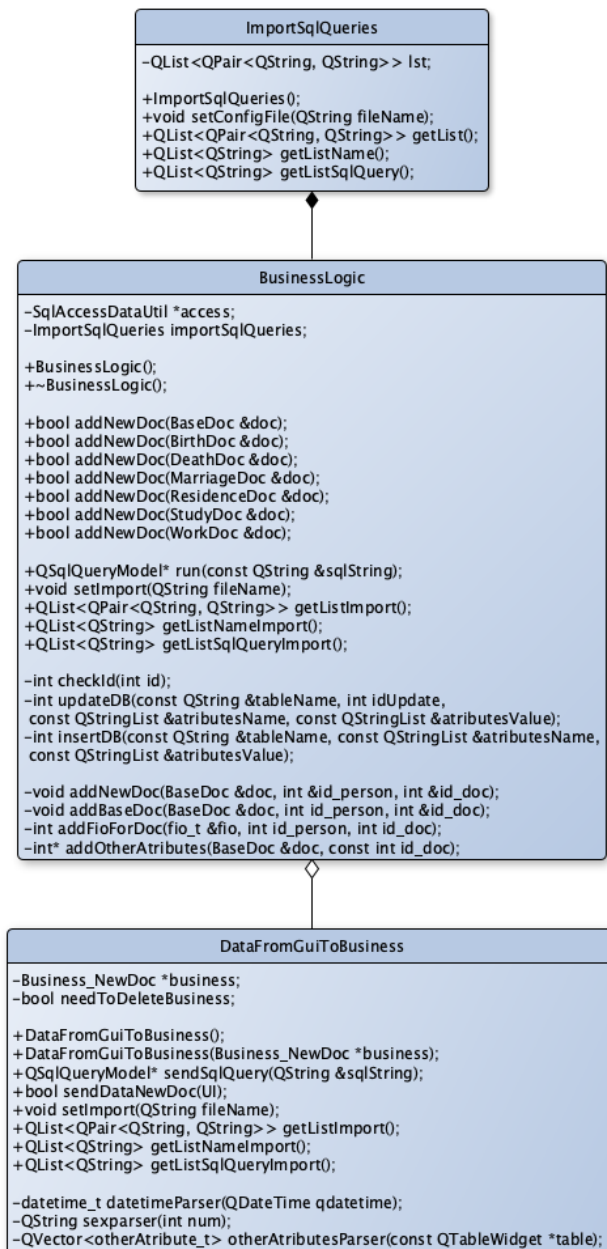 ImportSqlQueries
-QList<QPair<QString, QString>> lst;
+ImportSqlQueries();
+void setConfigFile(QString fileName);
+QList<QPair<QString, QString>> getList();
+QList<QString> getListName();
+QList<QString> getListSqlQuery();
BusinessLogic
-SqlAccessDataUtil *access;
-ImportSqlQueries importSqlQueries;
+BusinessLogic();
+~BusinessLogic();
+bool addNewDoc(BaseDoc &doc);
+bool addNewDoc(BirthDoc &doc);
+bool addNewDoc(DeathDoc &doc);
+bool addNewDoc(MarriageDoc &doc);
+bool addNewDoc(ResidenceDoc &doc);
+bool addNewDoc(StudyDoc &doc);
+bool addNewDoc(WorkDoc &doc);
+QSqlQueryModel* run(const QString &sqlString);
+void setImport(QString fileName);
+QList<QPair<QString, QString>> getListImport();
+QList<QString> getListNameImport();
+QList<QString> getListSqlQueryImport();
-int checkId(int id);
-int updateDB(const QString &tableName, int idUpdate,
const QStringList &atributesName, const QStringList &atributesValue);
-int insertDB(const QString &tableName, const QStringList &atributesName,
const QStringList &atributesValue);
-void addNewDoc(BaseDoc &doc, int &id_person, int &id_doc);
-void addBaseDoc(BaseDoc &doc, int id_person, int &id_doc);
-int addFioForDoc(fio_t &fio, int id_person, int id_doc);
-int* addOtherAtributes(BaseDoc &doc, const int id_doc);
DataFromGuiToBusiness
-Business_NewDoc *business;
-bool needToDeleteBusiness;
+DataFromGuiToBusiness();
+DataFromGuiToBusiness(Business_NewDoc *business);
+QSqlQueryModel* sendSqlQuery(QString &sqlString);
+bool sendDataNewDoc(UI);
+void setImport(QString fileName);
+QList<QPair<QString, QString>> getListImport();
+QList<QString> getListNameImport();
+QList<QString> getListSqlQueryImport();
-datetime_t datetimeParser(QDateTime qdatetime);
-QString sexparser(int num);
-QVector<otherAtribute_t> otherAtributesParser(const QTableWidget *table);